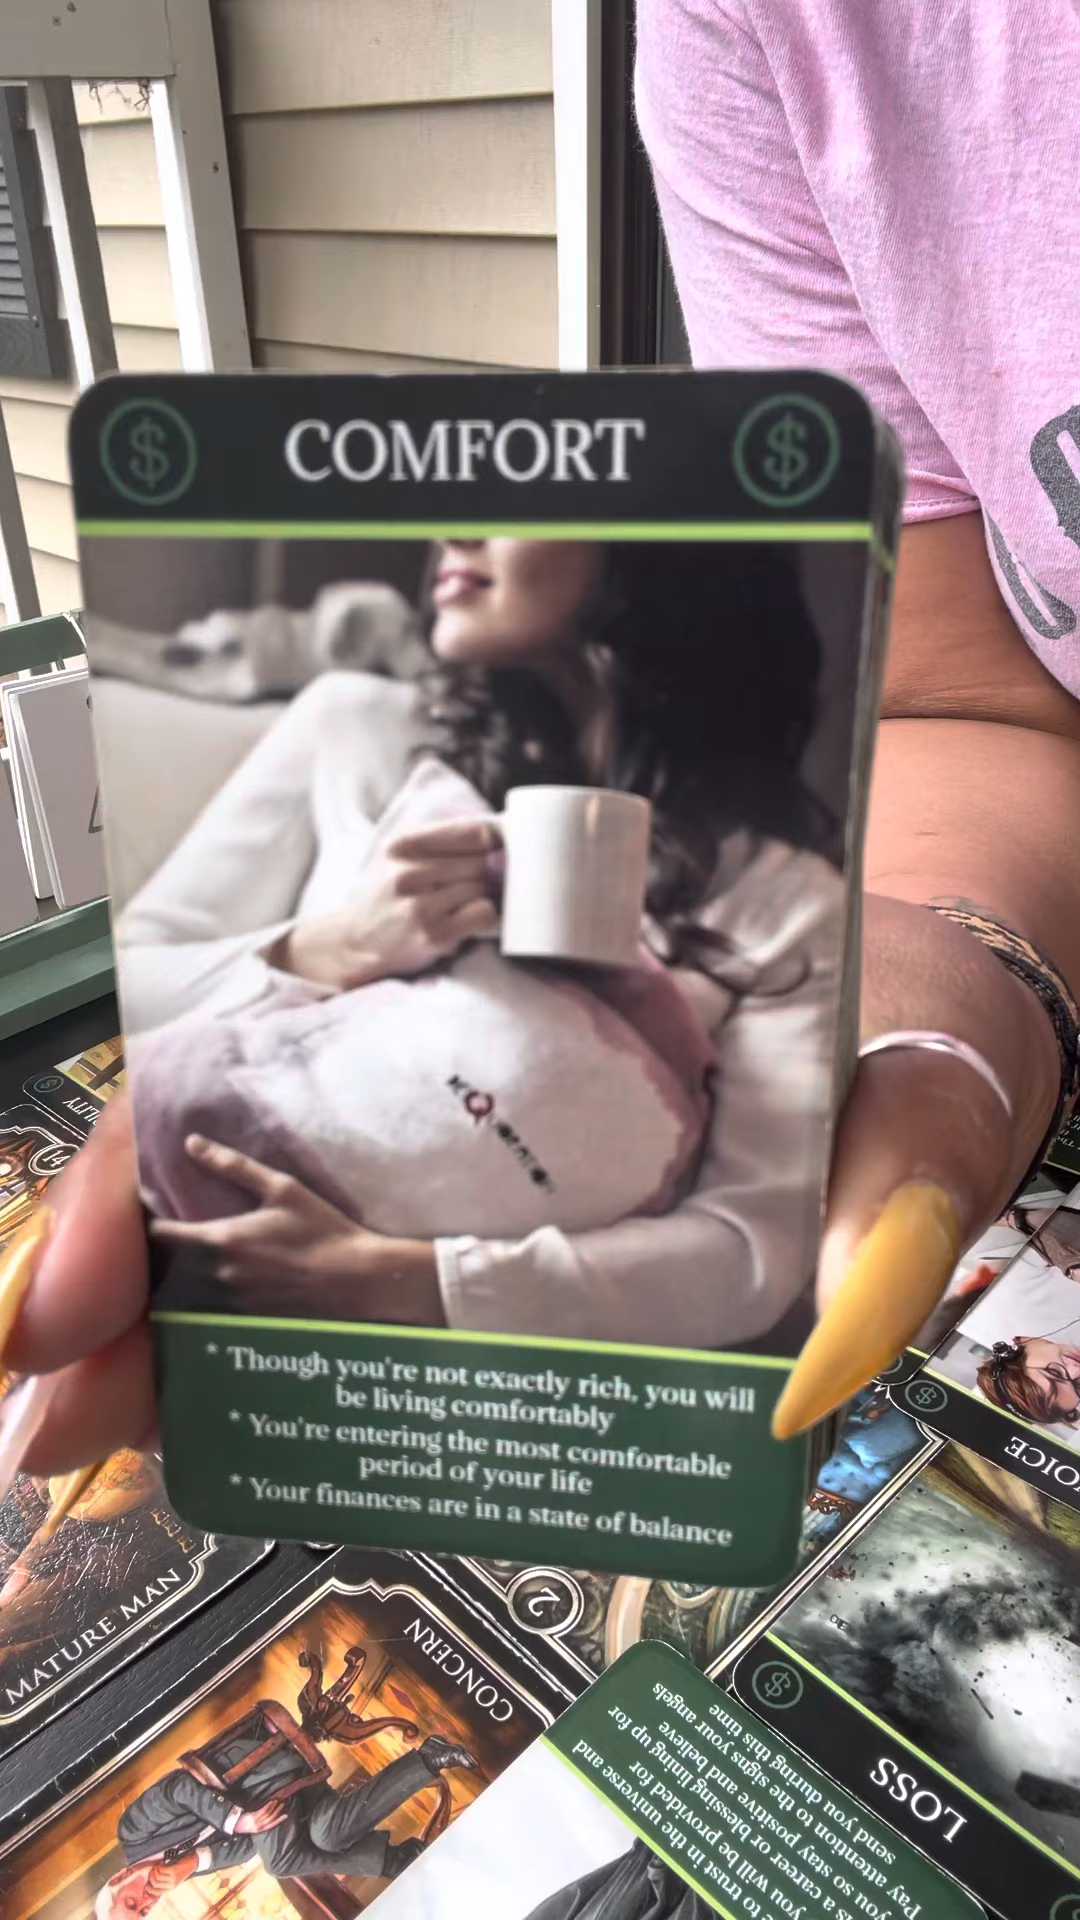 COMFORT
* Though you're not exactly rich, you will
be living comfortably
* You're entering the most comfortable
period of your life
* Your finances are in a state of balance
14
MATURE MAN
2
CONCERN
LOSS
to trust in the
universe and
you will be provided for
a career or blessing lining up for
you so stay positive and believe
Pay attention to the signs your angels
send you during this time